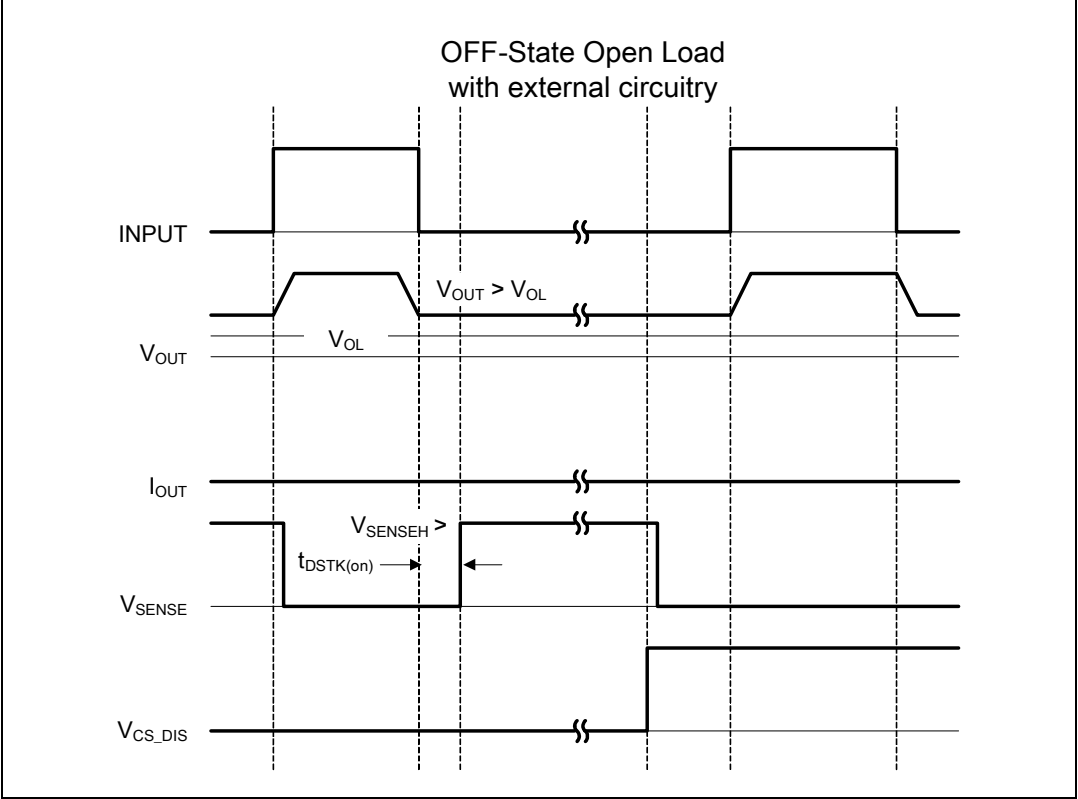 OFF-State Open Load
with external circuitry
INPUT
VOUT > VOL
VOL
VOUT
IOUT
VSENSEH >
tDSTK(on)
VSENSE
VCS_DIS